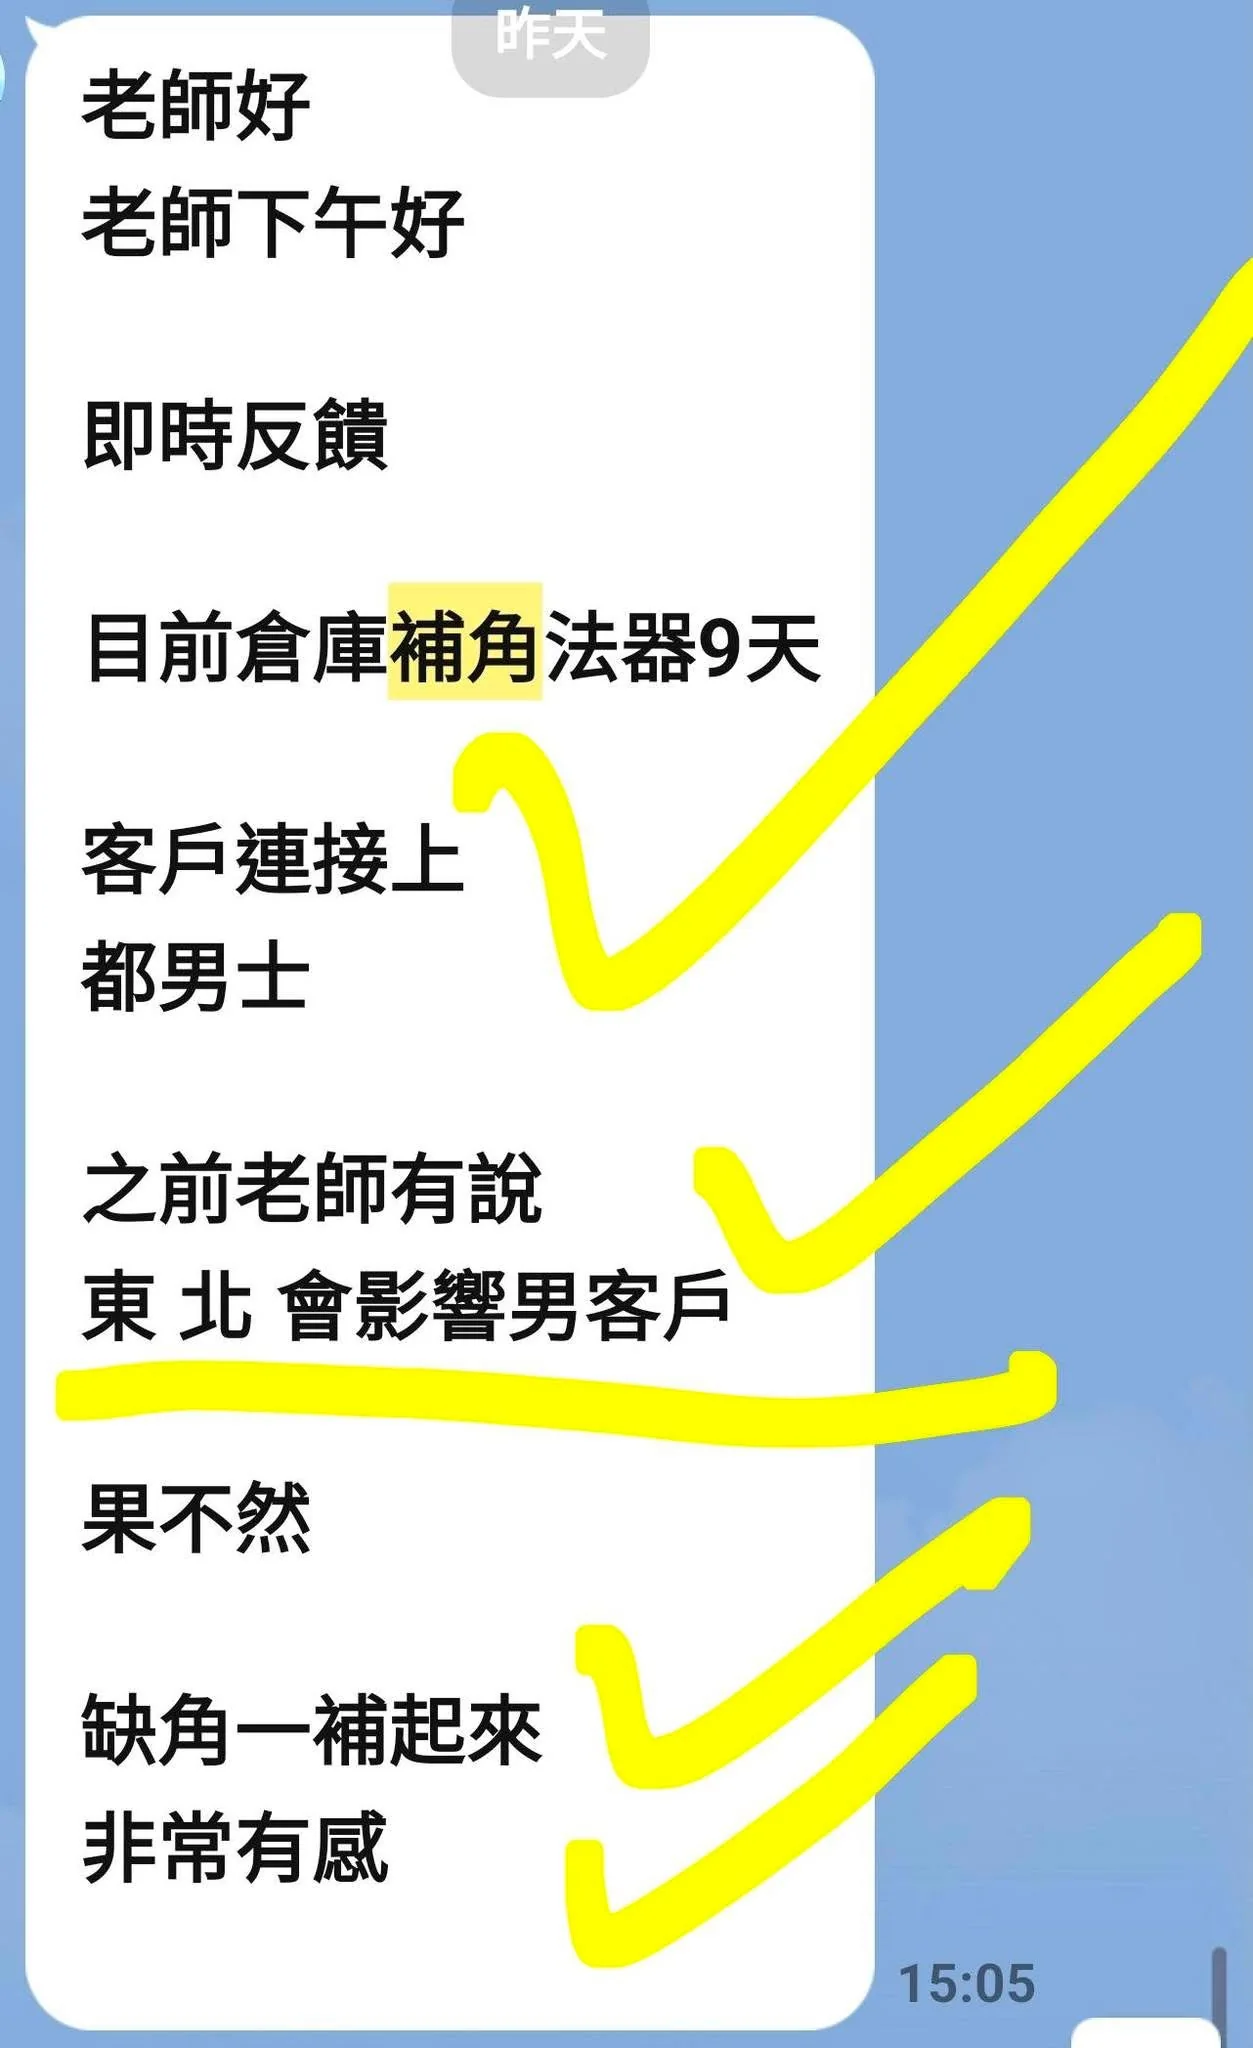 昨天
老師好
老師下午好
即時反饋
目前倉庫補角法器9天
客戶連接上
都男士
之前老師有說
東 北 會影響男客戶
果不然
缺角一補起來
非常有感
15:05